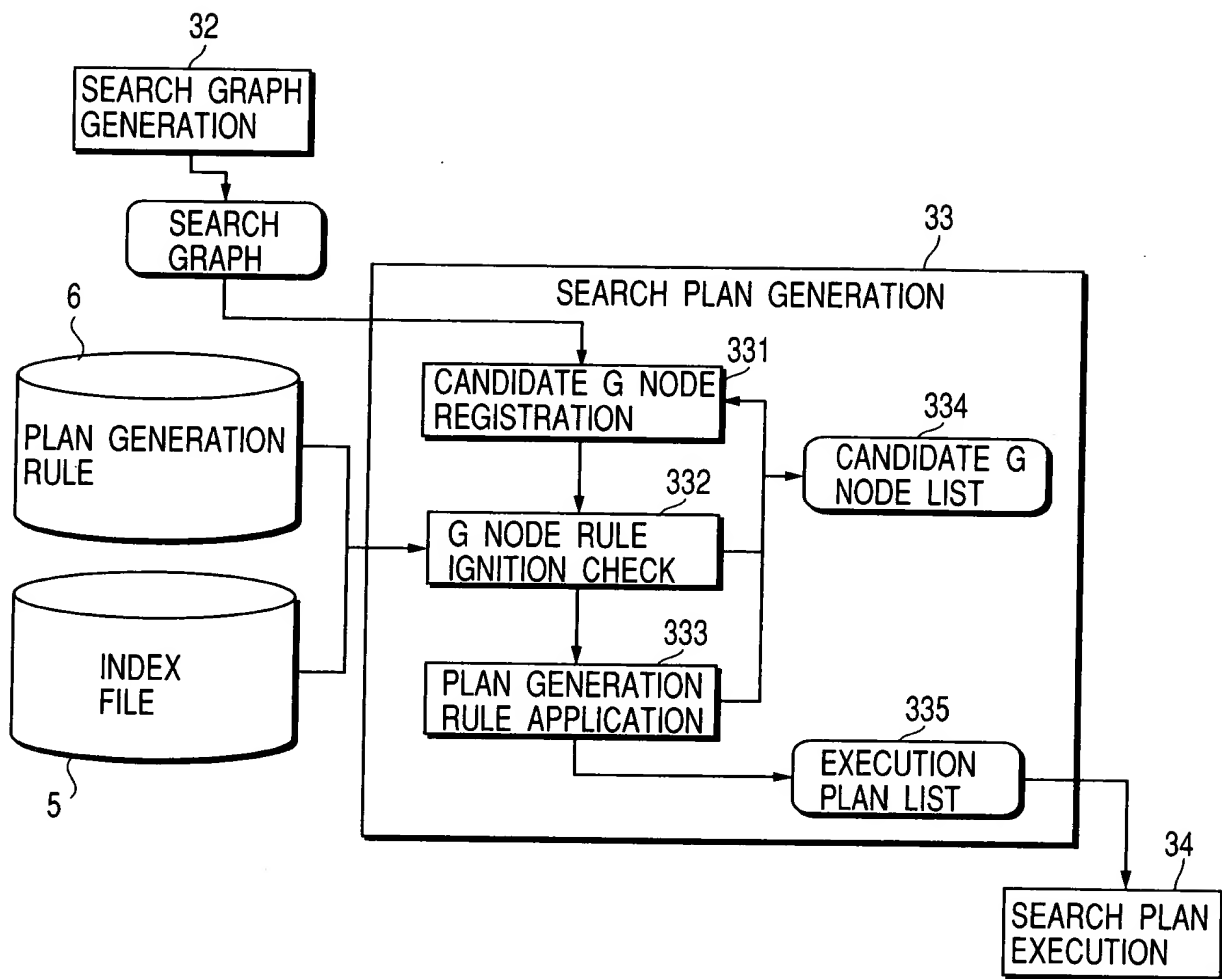 32
SEARCH GRAPH
GENERATION
SEARCH
GRAPH
33
SEARCH PLAN GENERATION
6
PLAN GENERATION
RULE
331
CANDIDATE G NODE
REGISTRATION
334
CANDIDATE G
NODE LIST
332
G NODE RULE
IGNITION CHECK
INDEX
FILE
5
333
PLAN GENERATION
RULE APPLICATION
335
EXECUTION
PLAN LIST
34
SEARCH PLAN
EXECUTION